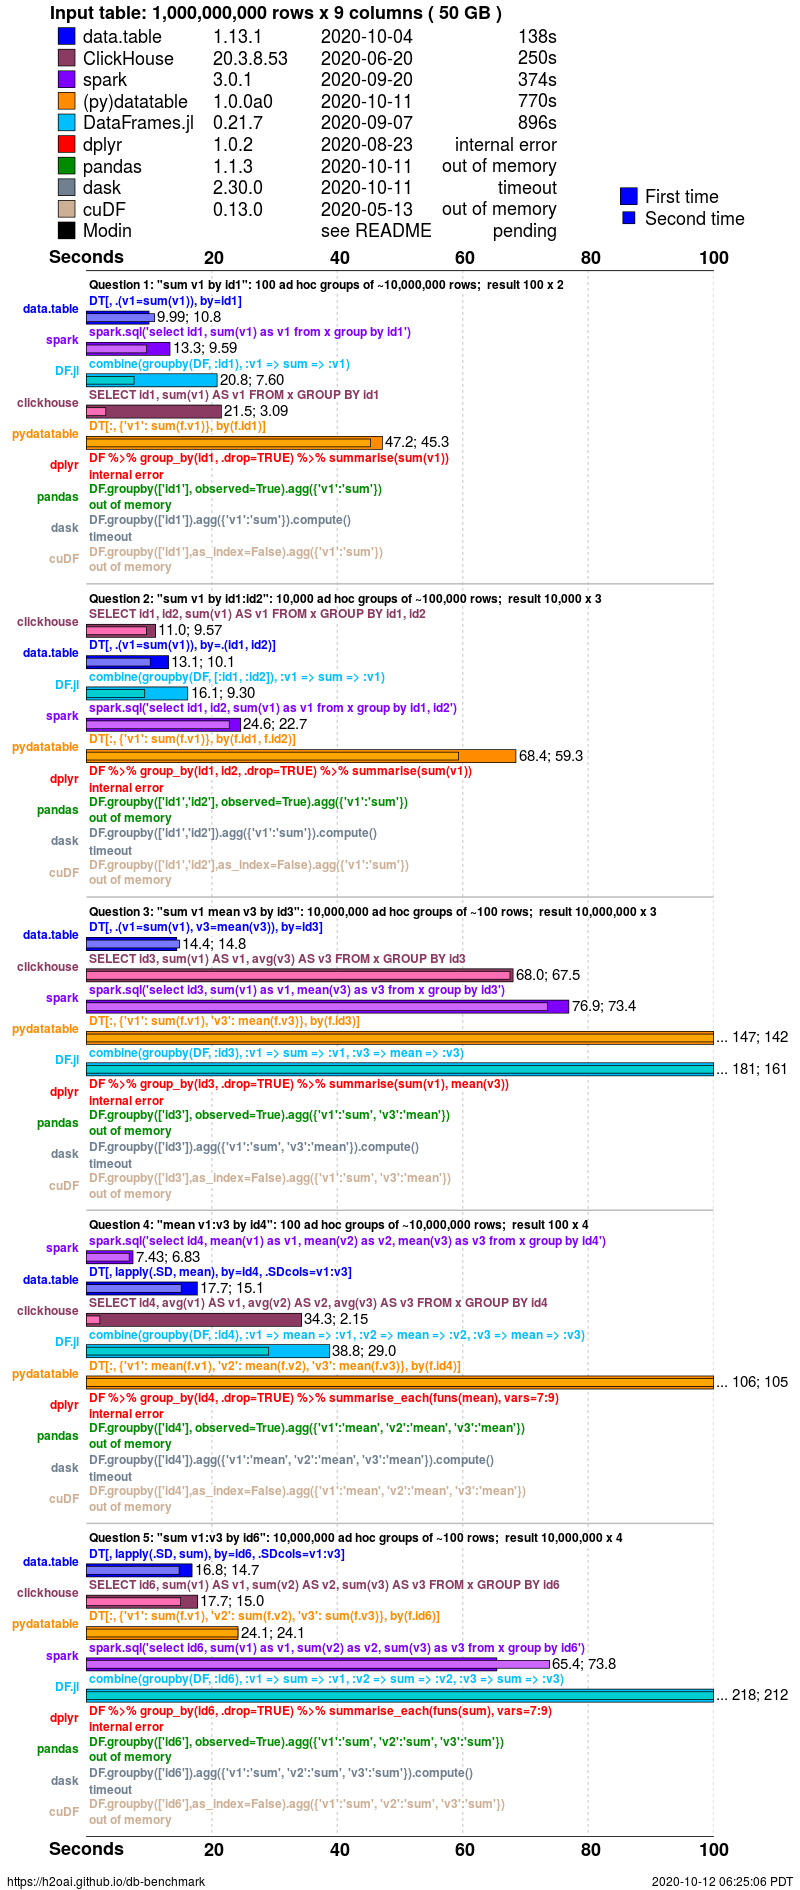 Input table: 1,000,000,000 rows x 9 columns ( 50 GB )
data.table 1.13.1 2020-10-04 138s
ClickHouse 20.3.8.53 2020-06-20 250s
spark 3.0.1 2020-09-20 374s
(py)datatable 1.0.0a0 2020-10-11 770s
DataFrames.jl 0.21.7 2020-09-07 896s
dplyr 1.0.2 2020-08-23 internal error
pandas 1.1.3 2020-10-11 out of memory
dask 2.30.0 2020-10-11 timeout
cuDF 0.13.0 2020-05-13 out of memory
Modin see README pending
First time
Second time
Seconds 20 40 60 80 100
Question 1: "sum v1 by id1": 100 ad hoc groups of ~10,000,000 rows; result 100 x 2
DT[, .(v1=sum(v1)), by=id1]
data.table 9.99; 10.8
spark.sql('select id1, sum(v1) as v1 from x group by id1')
spark 13.3; 9.59
combine(groupby(DF, :id1), :v1 => sum => :v1)
DF.jl 20.8; 7.60
SELECT id1, sum(v1) AS v1 FROM x GROUP BY id1
clickhouse 21.5; 3.09
DT[:, {'v1': sum(f.v1)}, by(f.id1)]
pydatatable 47.2; 45.3
DF %>% group_by(id1, .drop=TRUE) %>% summarise(sum(v1))
dplyr internal error
DF.groupby(['id1'], observed=True).agg({'v1':'sum'})
pandas out of memory
DF.groupby(['id1']).agg({'v1':'sum'}).compute()
dask timeout
DF.groupby(['id1'],as_index=False).agg({'v1':'sum'})
cuDF out of memory
Question 2: "sum v1 by id1:id2": 10,000 ad hoc groups of ~100,000 rows; result 10,000 x 3
SELECT id1, id2, sum(v1) AS v1 FROM x GROUP BY id1, id2
clickhouse 11.0; 9.57
DT[, .(v1=sum(v1)), by=.(id1, id2)]
data.table 13.1; 10.1
combine(groupby(DF, [:id1, :id2]), :v1 => sum => :v1)
DF.jl 16.1; 9.30
spark.sql('select id1, id2, sum(v1) as v1 from x group by id1, id2')
spark 24.6; 22.7
DT[:, {'v1': sum(f.v1)}, by(f.id1, f.id2)]
pydatatable 68.4; 59.3
DF %>% group_by(id1, id2, .drop=TRUE) %>% summarise(sum(v1))
dplyr internal error
DF.groupby(['id1','id2'], observed=True).agg({'v1':'sum'})
pandas out of memory
DF.groupby(['id1','id2']).agg({'v1':'sum'}).compute()
dask timeout
DF.groupby(['id1','id2'],as_index=False).agg({'v1':'sum'})
cuDF out of memory
Question 3: "sum v1 mean v3 by id3": 10,000,000 ad hoc groups of ~100 rows; result 10,000,000 x 3
DT[, .(v1=sum(v1), v3=mean(v3)), by=id3]
data.table 14.4; 14.8
SELECT id3, sum(v1) AS v1, avg(v3) AS v3 FROM x GROUP BY id3
clickhouse 68.0; 67.5
spark.sql('select id3, sum(v1) as v1, mean(v3) as v3 from x group by id3')
spark 76.9; 73.4
DT[:, {'v1': sum(f.v1), 'v3': mean(f.v3)}, by(f.id3)]
pydatatable ... 147; 142
combine(groupby(DF, :id3), :v1 => sum => :v1, :v3 => mean => :v3)
DF.jl ... 181; 161
DF %>% group_by(id3, .drop=TRUE) %>% summarise(sum(v1), mean(v3))
dplyr internal error
DF.groupby(['id3'], observed=True).agg({'v1':'sum', 'v3':'mean'})
pandas out of memory
DF.groupby(['id3']).agg({'v1':'sum', 'v3':'mean'}).compute()
dask timeout
DF.groupby(['id3'],as_index=False).agg({'v1':'sum', 'v3':'mean'})
cuDF out of memory
Question 4: "mean v1:v3 by id4": 100 ad hoc groups of ~10,000,000 rows; result 100 x 4
spark.sql('select id4, mean(v1) as v1, mean(v2) as v2, mean(v3) as v3 from x group by id4')
spark 7.43; 6.83
DT[, lapply(.SD, mean), by=id4, .SDcols=v1:v3]
data.table 17.7; 15.1
SELECT id4, avg(v1) AS v1, avg(v2) AS v2, avg(v3) AS v3 FROM x GROUP BY id4
clickhouse 34.3; 2.15
combine(groupby(DF, :id4), :v1 => mean => :v1, :v2 => mean => :v2, :v3 => mean => :v3)
DF.jl 38.8; 29.0
DT[:, {'v1': mean(f.v1), 'v2': mean(f.v2), 'v3': mean(f.v3)}, by(f.id4)]
pydatatable ... 106; 105
DF %>% group_by(id4, .drop=TRUE) %>% summarise_each(funs(mean), vars=7:9)
dplyr internal error
DF.groupby(['id4'], observed=True).agg({'v1':'mean', 'v2':'mean', 'v3':'mean'})
pandas out of memory
DF.groupby(['id4']).agg({'v1':'mean', 'v2':'mean', 'v3':'mean'}).compute()
dask timeout
DF.groupby(['id4'],as_index=False).agg({'v1':'mean', 'v2':'mean', 'v3':'mean'})
cuDF out of memory
Question 5: "sum v1:v3 by id6": 10,000,000 ad hoc groups of ~100 rows; result 10,000,000 x 4
DT[, lapply(.SD, sum), by=id6, .SDcols=v1:v3]
data.table 16.8; 14.7
SELECT id6, sum(v1) AS v1, sum(v2) AS v2, sum(v3) AS v3 FROM x GROUP BY id6
clickhouse 17.7; 15.0
DT[:, {'v1': sum(f.v1), 'v2': sum(f.v2), 'v3': sum(f.v3)}, by(f.id6)]
pydatatable 24.1; 24.1
spark.sql('select id6, sum(v1) as v1, sum(v2) as v2, sum(v3) as v3 from x group by id6')
spark 65.4; 73.8
combine(groupby(DF, :id6), :v1 => sum => :v1, :v2 => sum => :v2, :v3 => sum => :v3)
DF.jl ... 218; 212
DF %>% group_by(id6, .drop=TRUE) %>% summarise_each(funs(sum), vars=7:9)
dplyr internal error
DF.groupby(['id6'], observed=True).agg({'v1':'sum', 'v2':'sum', 'v3':'sum'})
pandas out of memory
DF.groupby(['id6']).agg({'v1':'sum', 'v2':'sum', 'v3':'sum'}).compute()
dask timeout
DF.groupby(['id6'],as_index=False).agg({'v1':'sum', 'v2':'sum', 'v3':'sum'})
cuDF out of memory
Seconds 20 40 60 80 100
https://h2oai.github.io/db-benchmark 2020-10-12 06:25:06 PDT